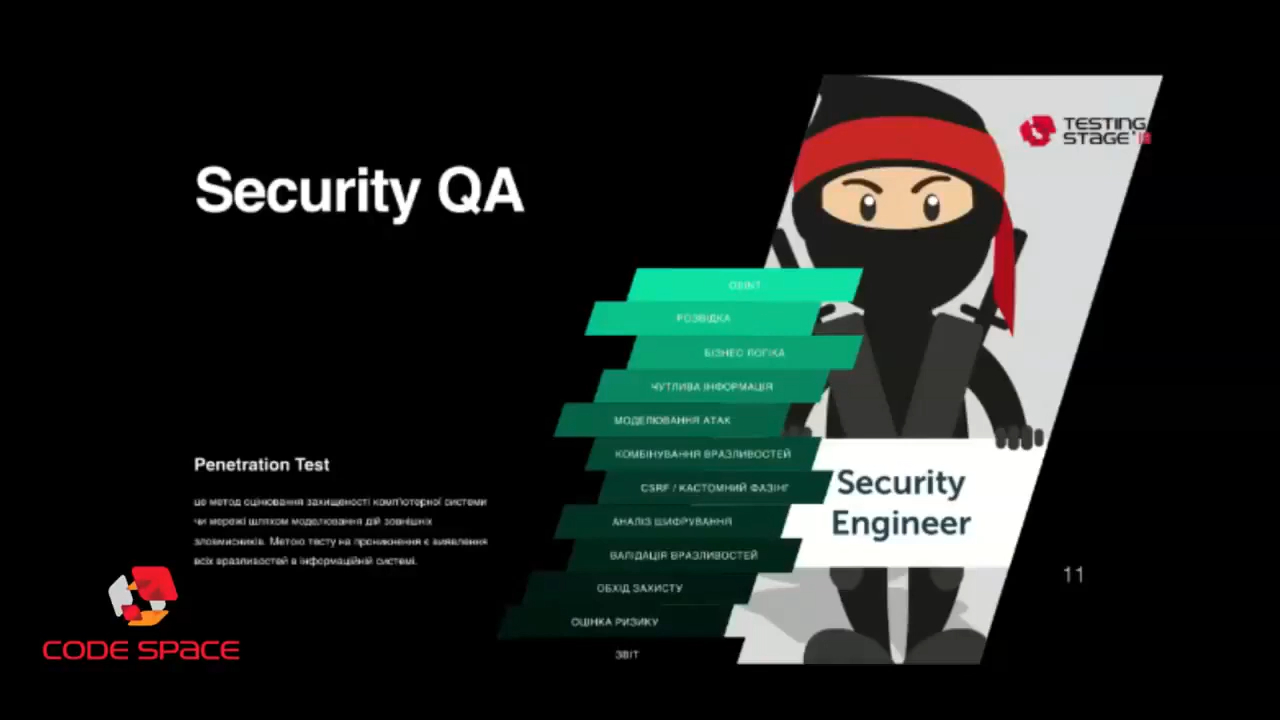 TESTING
STAGE'18
Security QA
OSINT
РОЗВІДКА
БІЗНЕС ЛОГІКА
ЧУТЛИВА ІНФОРМАЦІЯ
МОДЕЛЮВАННЯ АТАК
КОМБІНУВАННЯ ВРАЗЛИВОСТЕЙ
CSRF / КАСТОМНИЙ ФАЗІНГ
АНАЛІЗ ШИФРУВАННЯ
ВАЛІДАЦІЯ ВРАЗЛИВОСТЕЙ
ОБХІД ЗАХИСТУ
ОЦІНКА РИЗИКУ
ЗВІТ
Security
Engineer
Penetration Test
це метод оцінювання захищеності комп'ютерної системи
чи мережі шляхом моделювання дій зовнішніх
зловмисників. Метою тесту на проникнення є виявлення
всіх вразливостей в інформаційній системі.
11
CODE SPACE